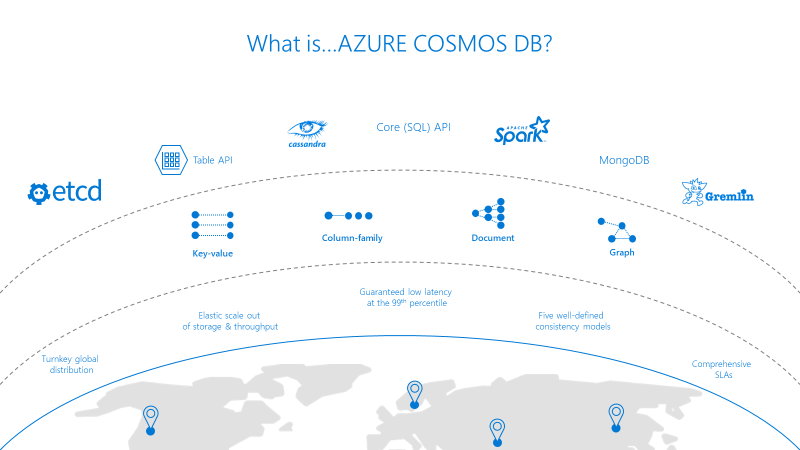 What is...AZURE COSMOS DB?
cassandra
Core (SQL) API
APACHE
Spark
Table API
MongoDB
etcd
Gremlin
Key-value
Column-family
Document
Graph
Guaranteed low latency
at the 99th percentile
Elastic scale out
of storage & throughput
Five well-defined
consistency models
Turnkey global
distribution
Comprehensive
SLAs